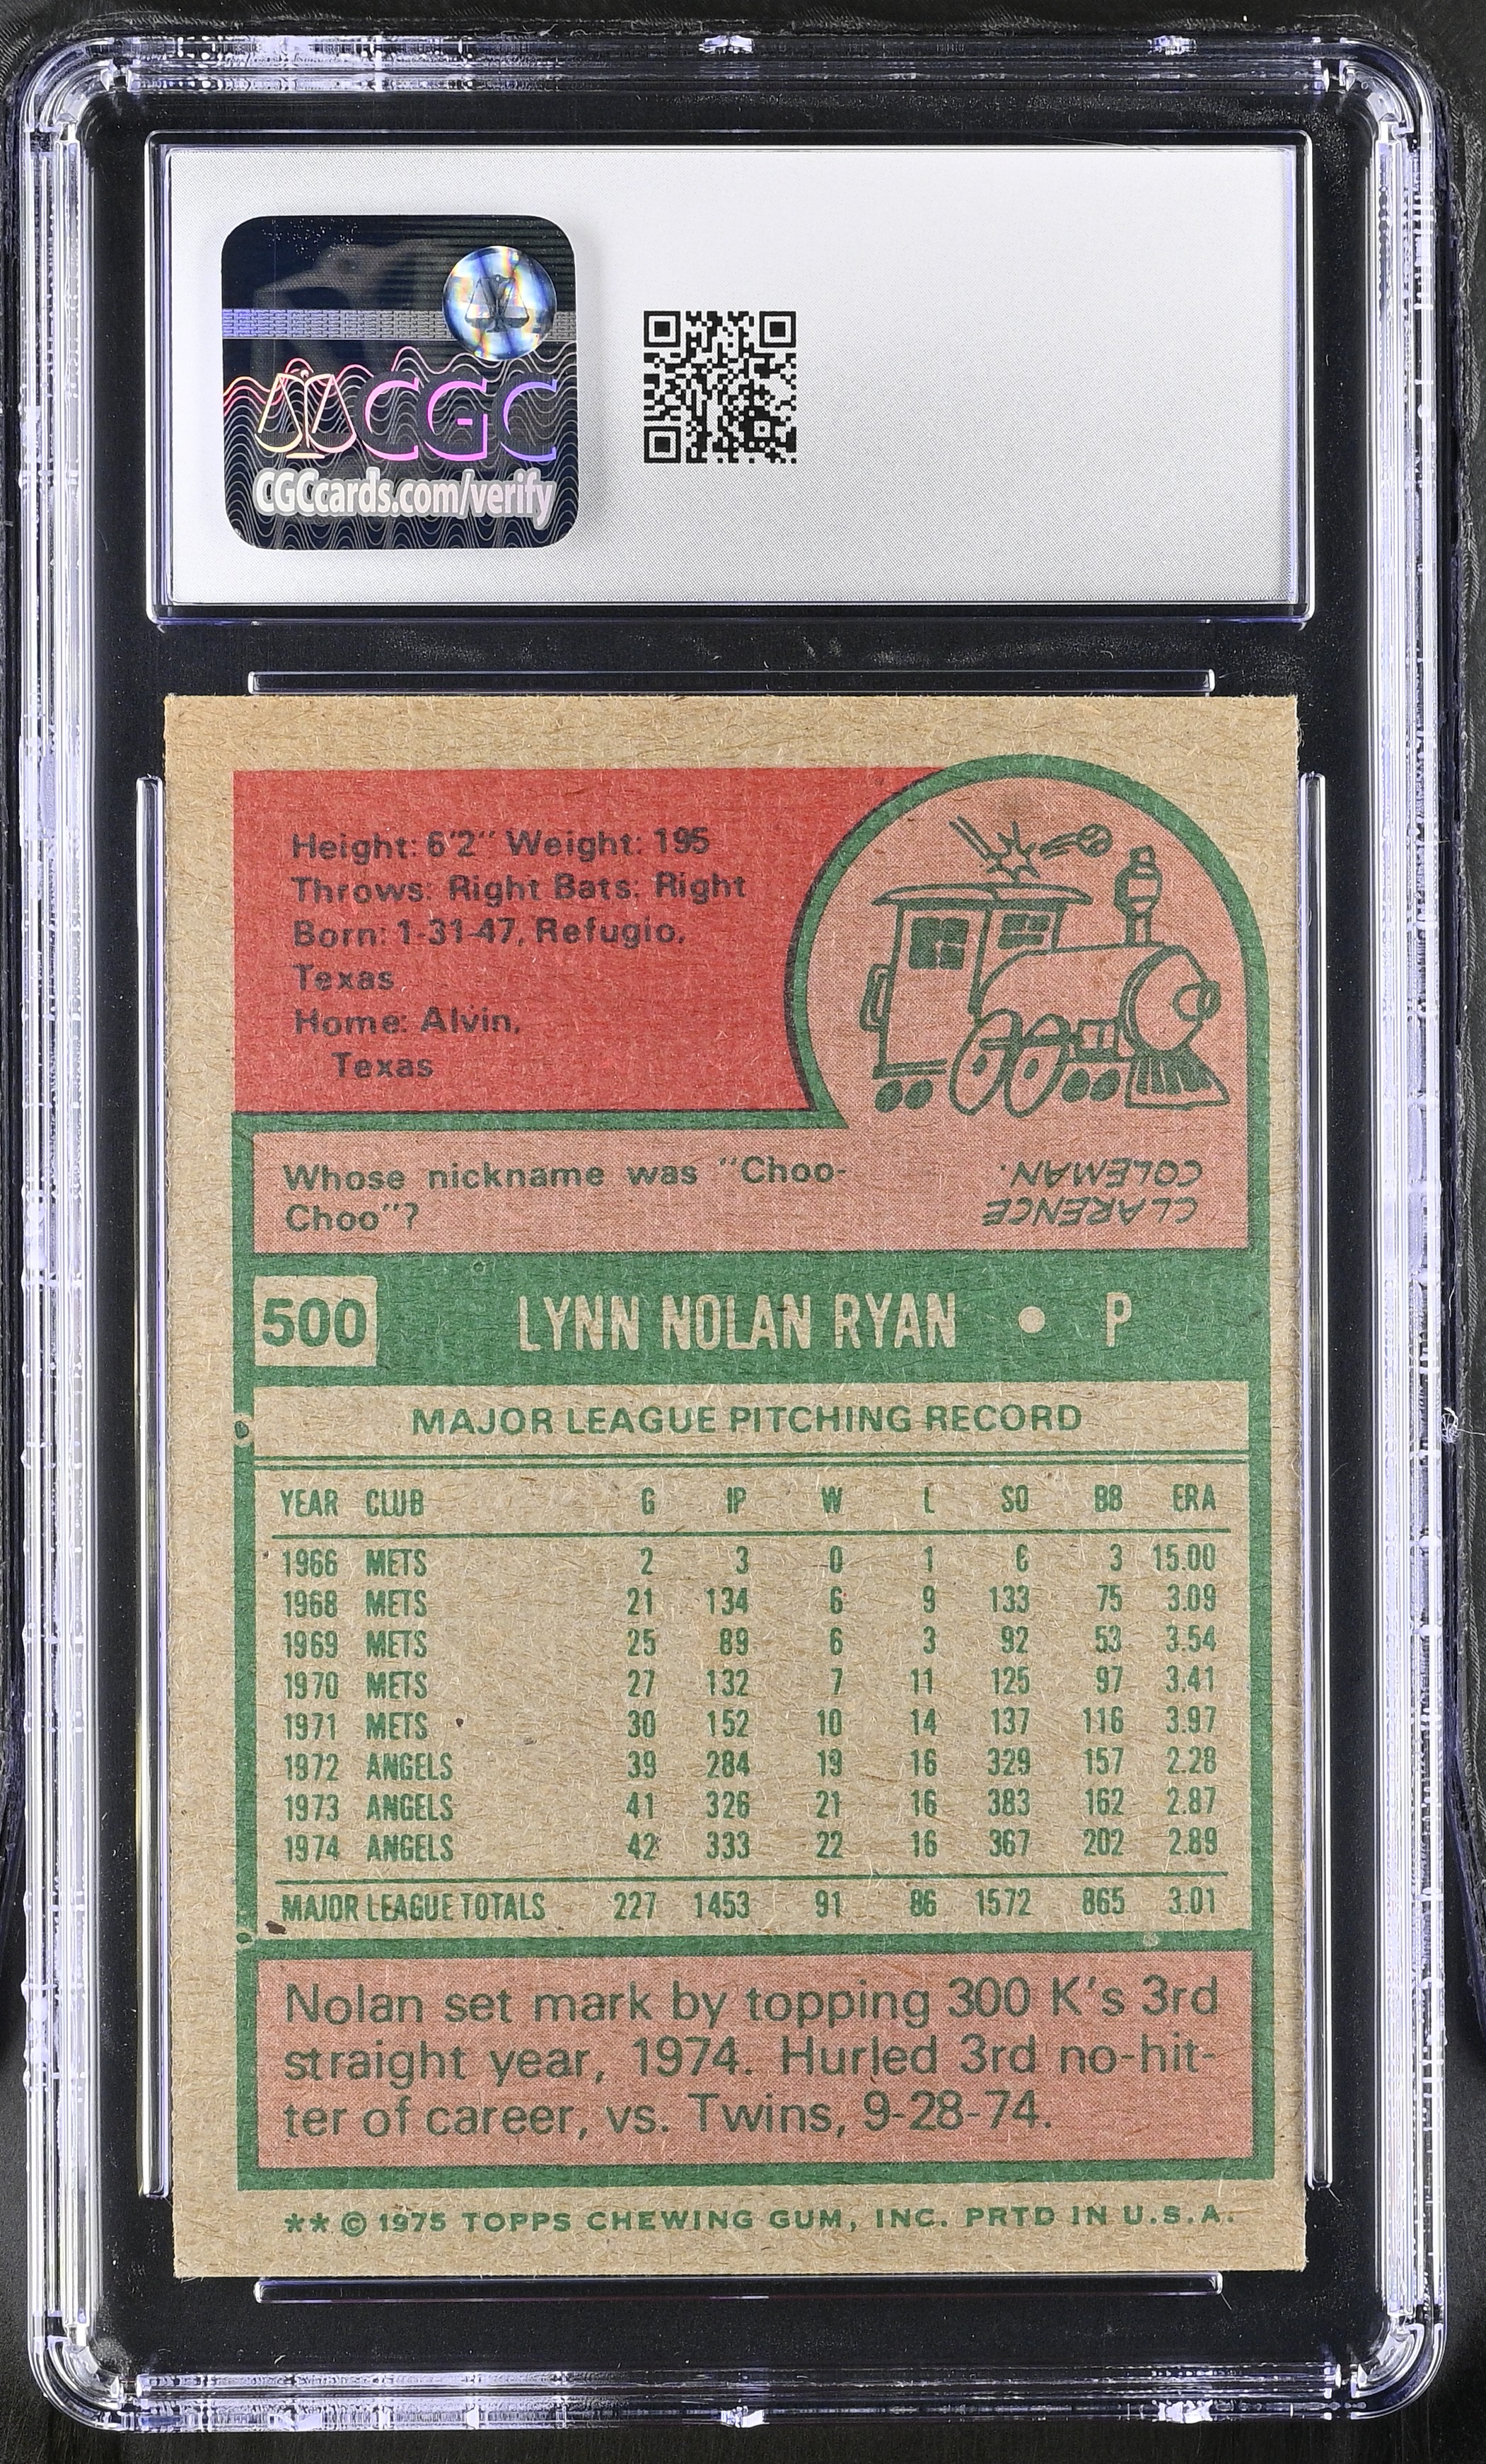 CGC
CGCcards.com/verify
Height: 6'2" Weight: 195
Throws: Right Bats: Right
Born: 1-31-47, Refugio,
Texas
Home: Alvin,
Texas
Whose nickname was "Choo-
Choo"?
CLARENCE
COLEMAN.
500 LYNN NOLAN RYAN • P
MAJOR LEAGUE PITCHING RECORD
YEAR CLUB G IP W L SO BB ERA
1966 METS 2 3 0 1 6 3 15.00
1968 METS 21 134 6 9 133 75 3.09
1969 METS 25 89 6 3 92 53 3.54
1970 METS 27 132 7 11 125 97 3.41
1971 METS 30 152 10 14 137 116 3.97
1972 ANGELS 39 284 19 16 329 157 2.28
1973 ANGELS 41 326 21 16 383 162 2.87
1974 ANGELS 42 333 22 16 367 202 2.89
MAJOR LEAGUE TOTALS 227 1453 91 86 1572 865 3.01
Nolan set mark by topping 300 K's 3rd
straight year, 1974. Hurled 3rd no-hit-
ter of career, vs. Twins, 9-28-74.
** © 1975 TOPPS CHEWING GUM, INC. PRTD IN U.S.A.